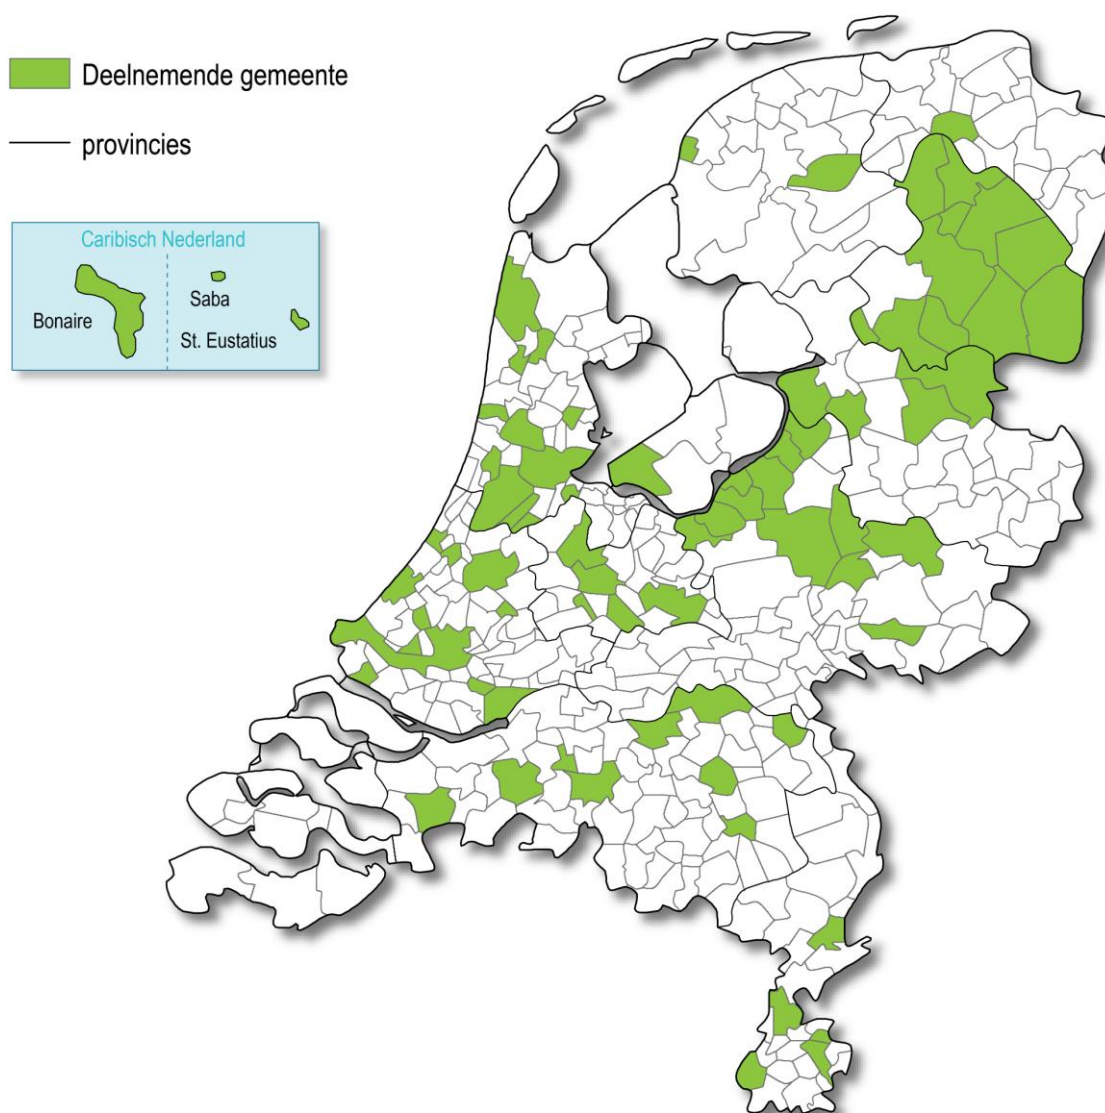 Deelnemende gemeente
provincies
Caribisch Nederland
Bonaire
Saba
St. Eustatius